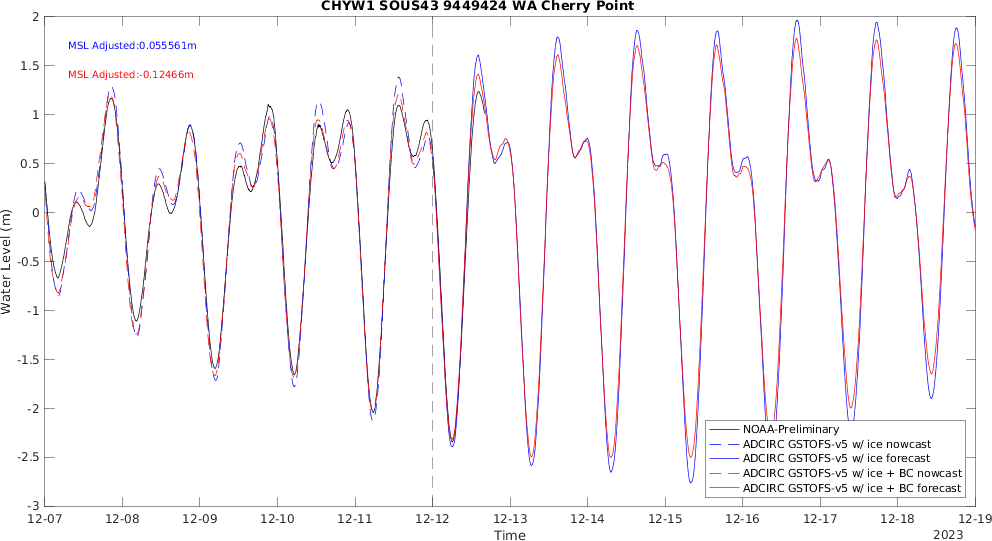 CHYW1 SOUS43 9449424 WA Cherry Point
MSL Adjusted:0.055561m
MSL Adjusted:-0.12466m
Water Level (m)
2
1.5
1
0.5
0
-0.5
-1
-1.5
-2
-2.5
-3
NOAA-Preliminary
ADCIRC GSTOFS-v5 w/ ice nowcast
ADCIRC GSTOFS-v5 w/ ice forecast
ADCIRC GSTOFS-v5 w/ ice + BC nowcast
ADCIRC GSTOFS-v5 w/ ice + BC forecast
12-07 12-08 12-09 12-10 12-11 12-12 12-13 12-14 12-15 12-16 12-17 12-18 12-19
Time
2023